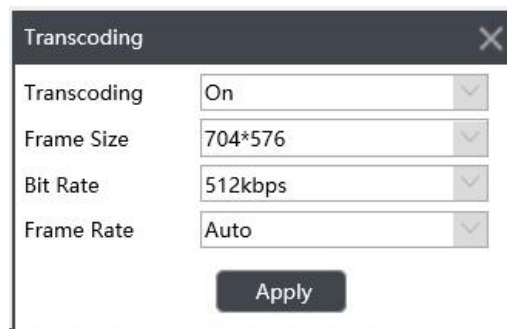 Transcoding
Transcoding On
Frame Size 704*576
Bit Rate 512kbps
Frame Rate Auto
Apply